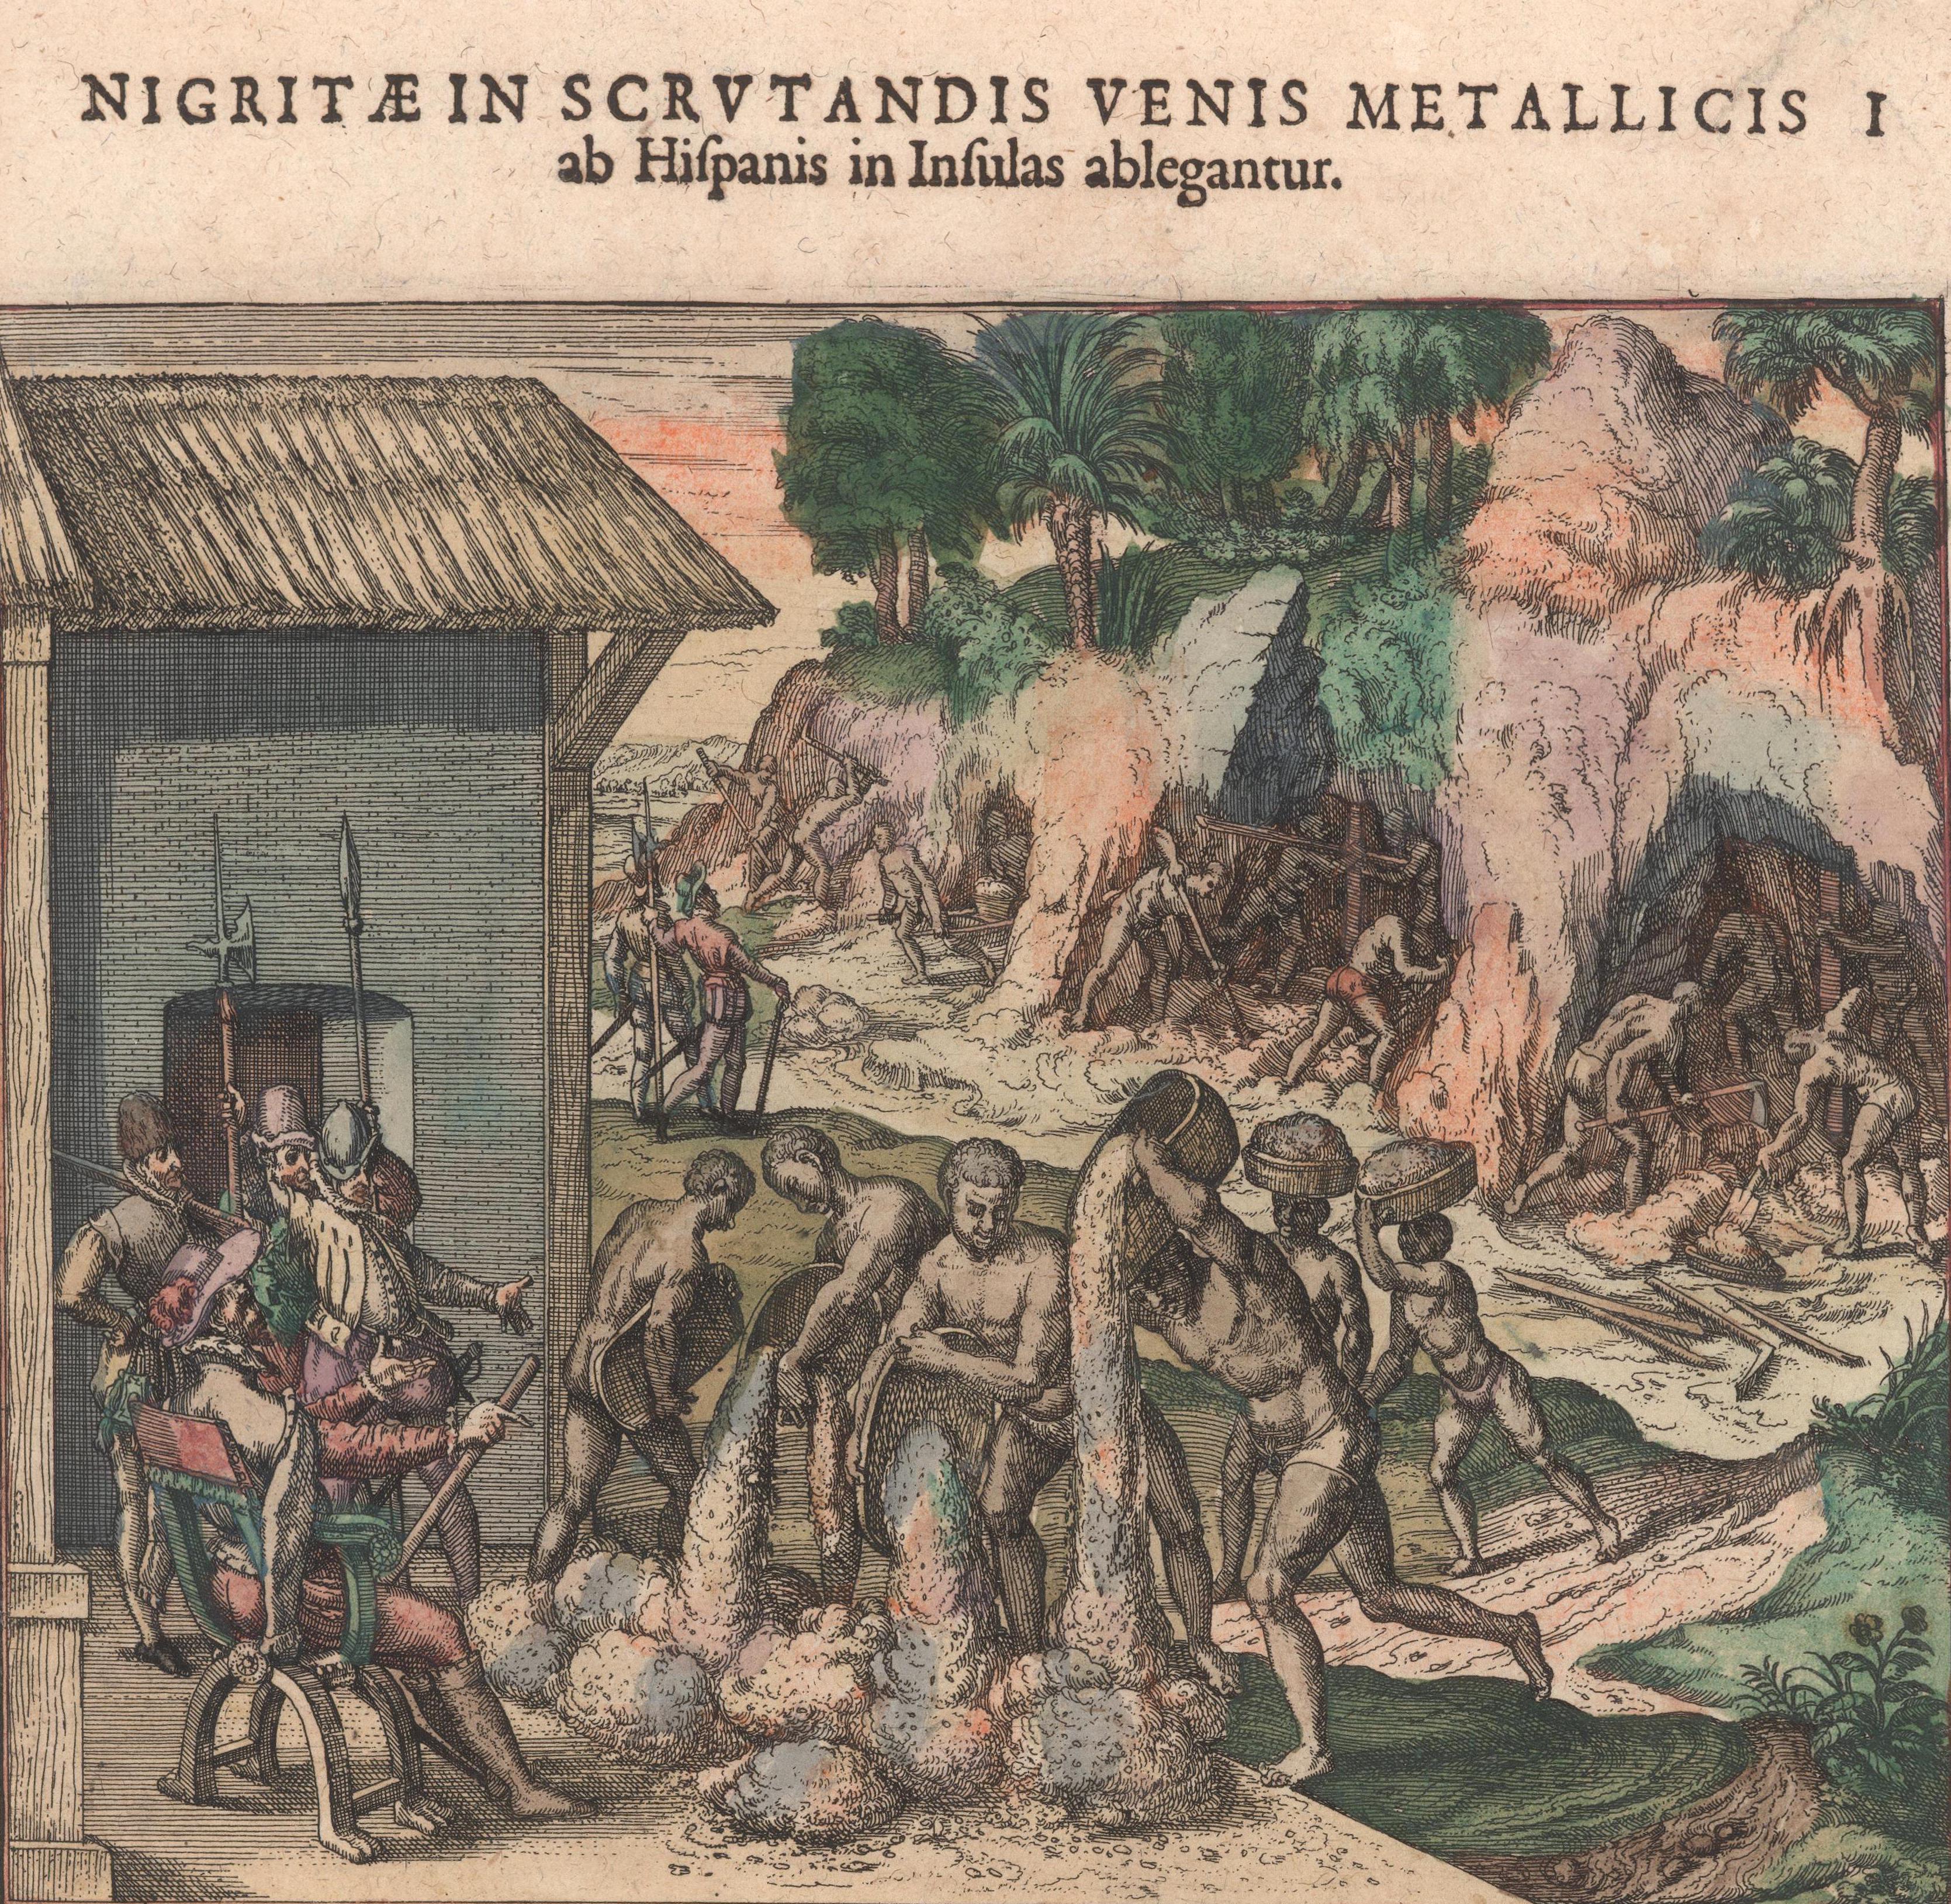 NIGRITÆ IN SCRVTANDIS VENIS METALLICIS I
ab Hiſpanis in Inſulas ablegantur.